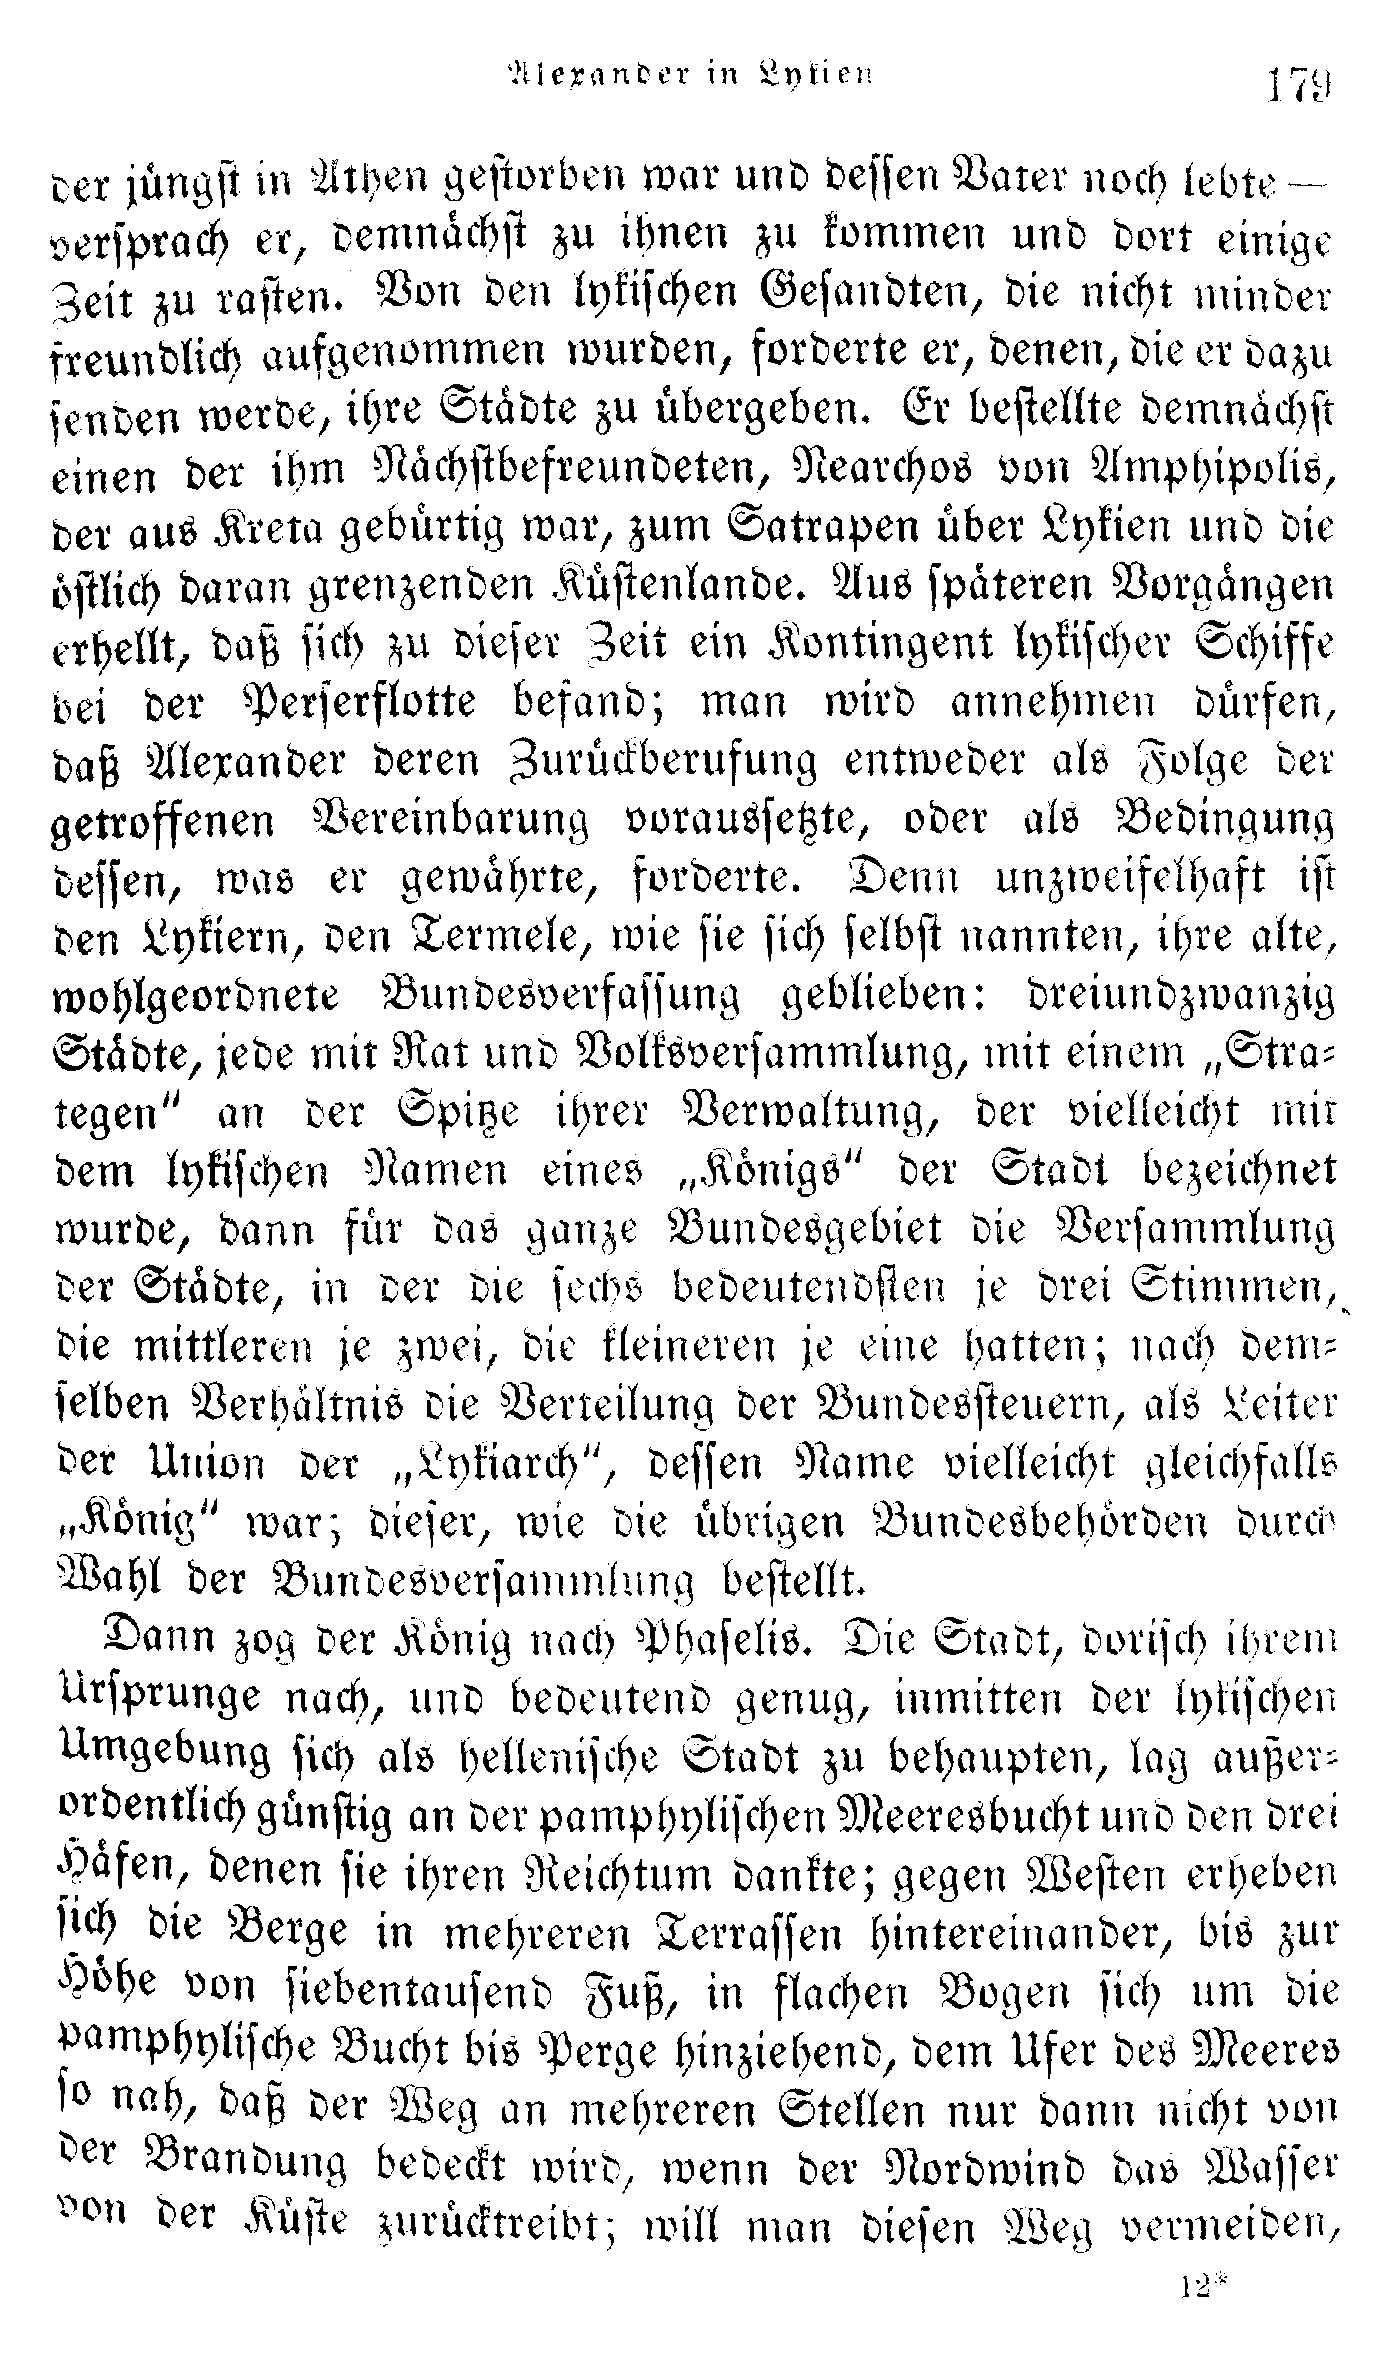 Alexander in Lykien
179
der jüngst in Athen gestorben war und dessen Vater noch lebte —
versprach er, demnächst zu ihnen zu kommen und dort einige
Zeit zu rasten. Von den lykischen Gesandten, die nicht minder
freundlich aufgenommen wurden, forderte er, denen, die er dazu
senden werde, ihre Städte zu übergeben. Er bestellte demnächst
einen der ihm Nächstbefreundeten, Nearchos von Amphipolis,
der aus Kreta gebürtig war, zum Satrapen über Lykien und die
östlich daran grenzenden Küstenlande. Aus späteren Vorgängen
erhellt, daß sich zu dieser Zeit ein Kontingent lykischer Schiffe
bei der Perserflotte befand; man wird annehmen dürfen,
daß Alexander deren Zurückberufung entweder als Folge der
getroffenen Vereinbarung voraussetzte, oder als Bedingung
dessen, was er gewährte, forderte. Denn unzweifelhaft ist
den Lykiern, den Termele, wie sie sich selbst nannten, ihre alte,
wohlgeordnete Bundesverfassung geblieben: dreiundzwanzig
Städte, jede mit Rat und Volksversammlung, mit einem „Stra-
tegen“ an der Spitze ihrer Verwaltung, der vielleicht mit
dem lykischen Namen eines „Königs“ der Stadt bezeichnet
wurde, dann für das ganze Bundesgebiet die Versammlung
der Städte, in der die sechs bedeutendsten je drei Stimmen,
die mittleren je zwei, die kleineren je eine hatten; nach dem-
selben Verhältnis die Verteilung der Bundessteuern, als Leiter
der Union der „Lykiarch“, dessen Name vielleicht gleichfalls
„König“ war; dieser, wie die übrigen Bundesbehörden durch
Wahl der Bundesversammlung bestellt.
Dann zog der König nach Phaselis. Die Stadt, dorisch ihrem
Ursprunge nach, und bedeutend genug, inmitten der lykischen
Umgebung sich als hellenische Stadt zu behaupten, lag außer-
ordentlich günstig an der pamphylischen Meeresbucht und den drei
Häfen, denen sie ihren Reichtum dankte; gegen Westen erheben
sich die Berge in mehreren Terrassen hintereinander, bis zur
Höhe von siebentausend Fuß, in flachen Bogen sich um die
pamphylische Bucht bis Perge hinziehend, dem Ufer des Meeres
so nah, daß der Weg an mehreren Stellen nur dann nicht von
der Brandung bedeckt wird, wenn der Nordwind das Wasser
von der Küste zurücktreibt; will man diesen Weg vermeiden,
12*